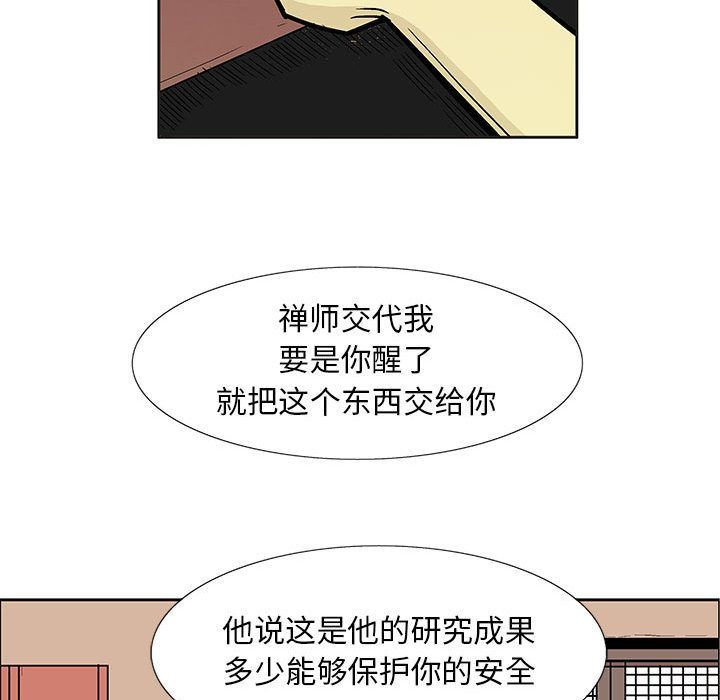 禅师交代我
要是你醒了
就把这个东西交给你
他说这是他的研究成果
多少能够保护你的安全